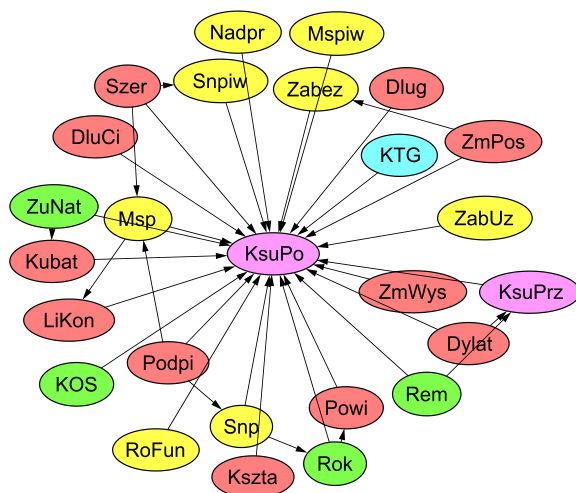 Nadpr
Mspiw
Szer
Snpiw
Zabez
Dlug
DluCi
KTG
ZmPos
ZuNat
Msp
ZabUz
Kubat
KsuPo
LiKon
ZmWys
KsuPrz
Podpi
Dylat
KOS
Rem
RoFun
Snp
Powi
Kszta
Rok